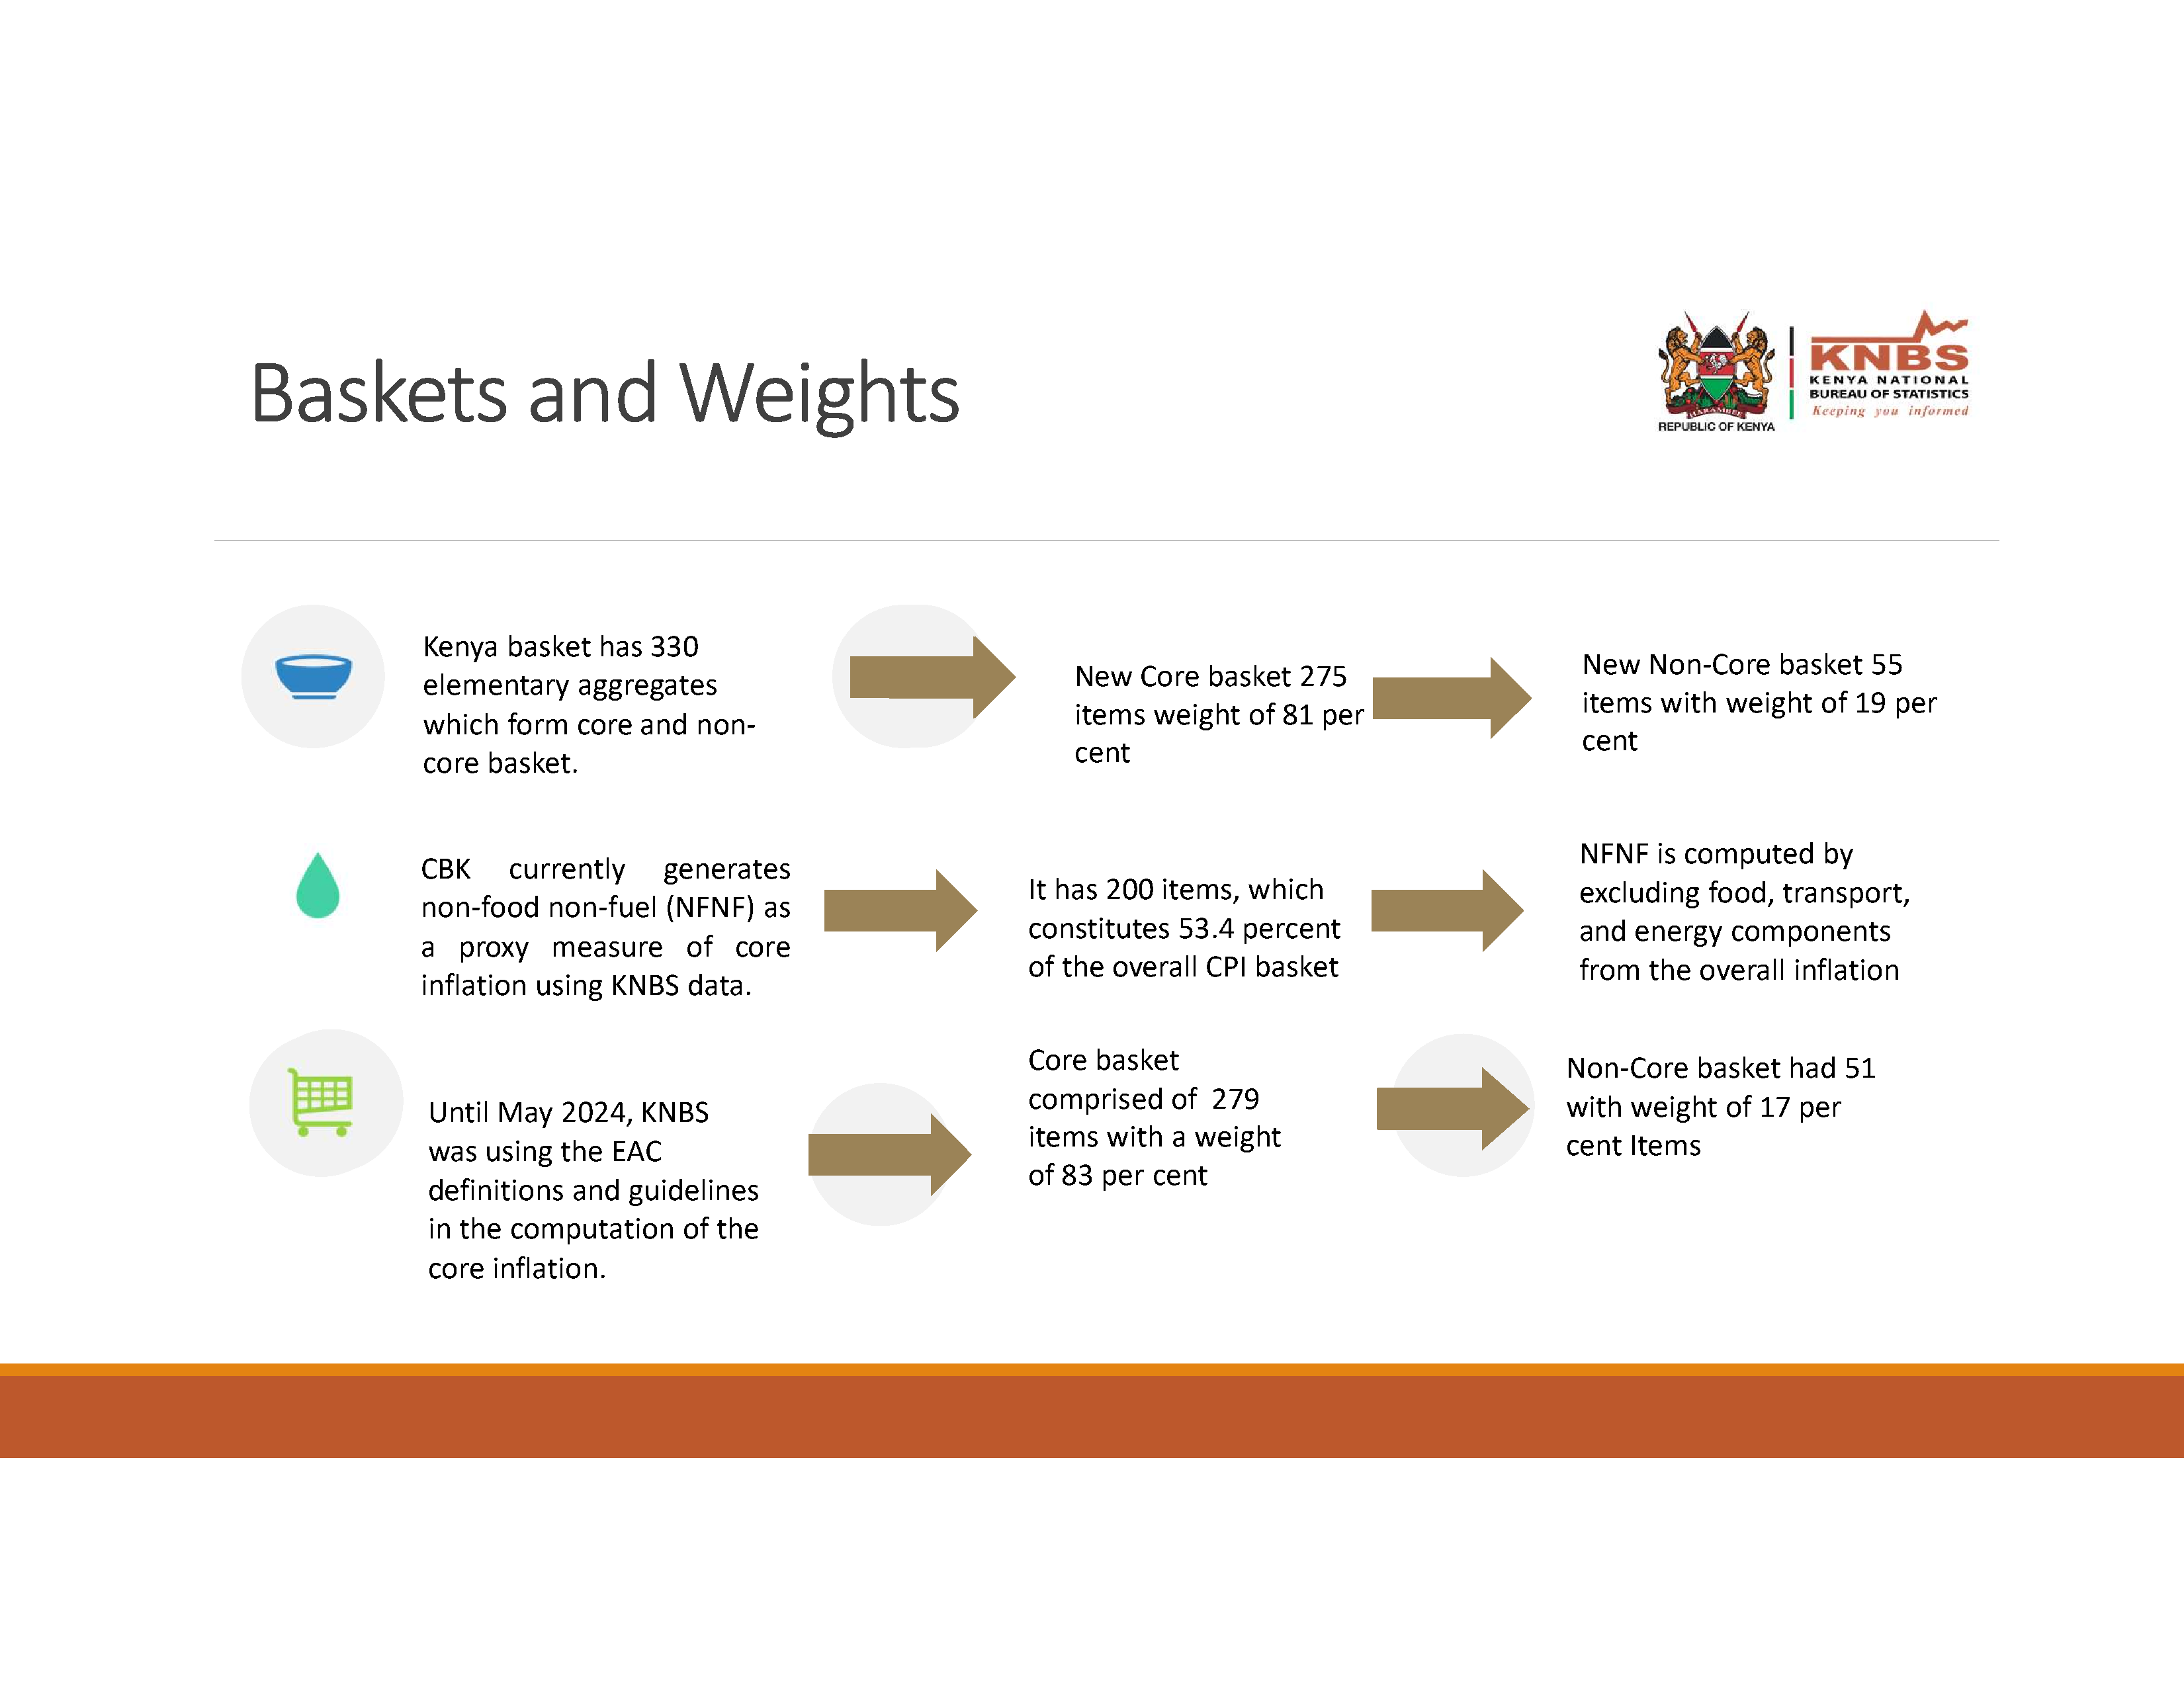 Baskets and Weights
HARAMBEE
REPUBLIC OF KENYA
KNBS
KENYA NATIONAL
BUREAU OF STATISTICS
Keeping you informed
Kenya basket has 330
elementary aggregates
which form core and non-
core basket.
New Core basket 275
items weight of 81 per
cent
New Non-Core basket 55
items with weight of 19 per
cent
CBK currently generates
non-food non-fuel (NFNF) as
a proxy measure of core
inflation using KNBS data.
It has 200 items, which
constitutes 53.4 percent
of the overall CPI basket
NFNF is computed by
excluding food, transport,
and energy components
from the overall inflation
Until May 2024, KNBS
was using the EAC
definitions and guidelines
in the computation of the
core inflation.
Core basket
comprised of 279
items with a weight
of 83 per cent
Non-Core basket had 51
with weight of 17 per
cent Items